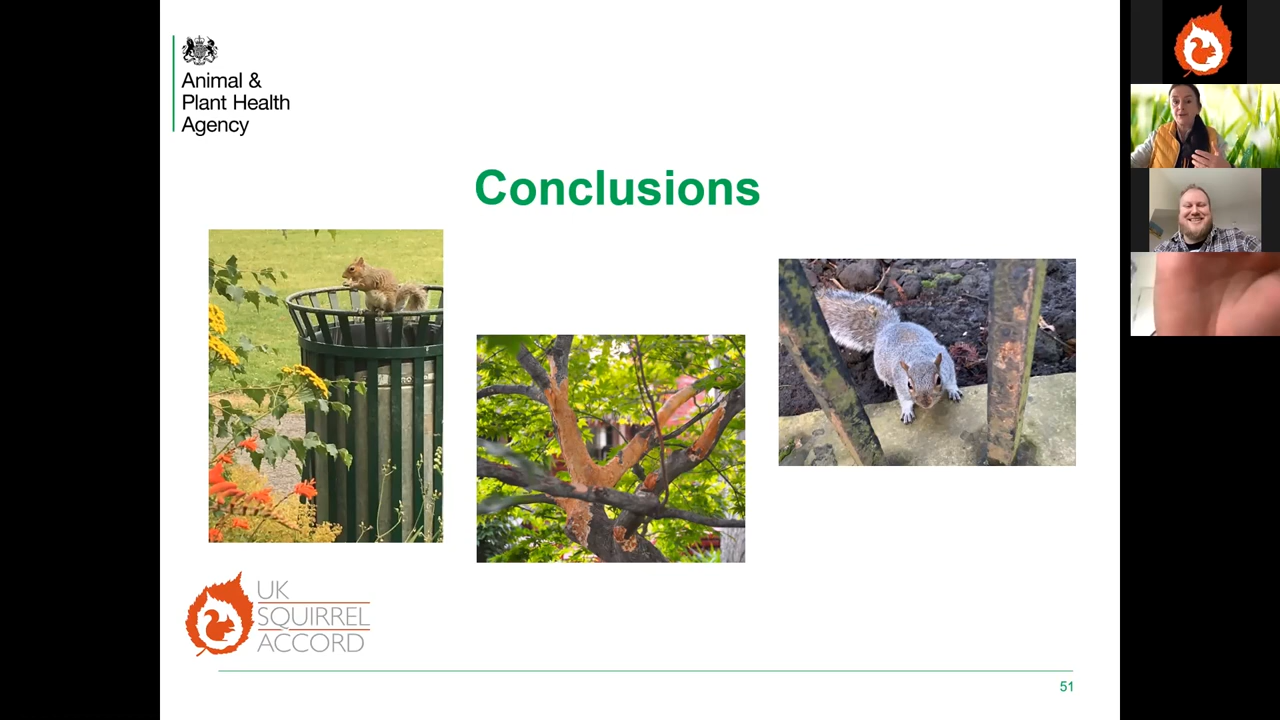 Animal &
Plant Health
Agency
Conclusions
UK
SQUIRREL
ACCORD
51